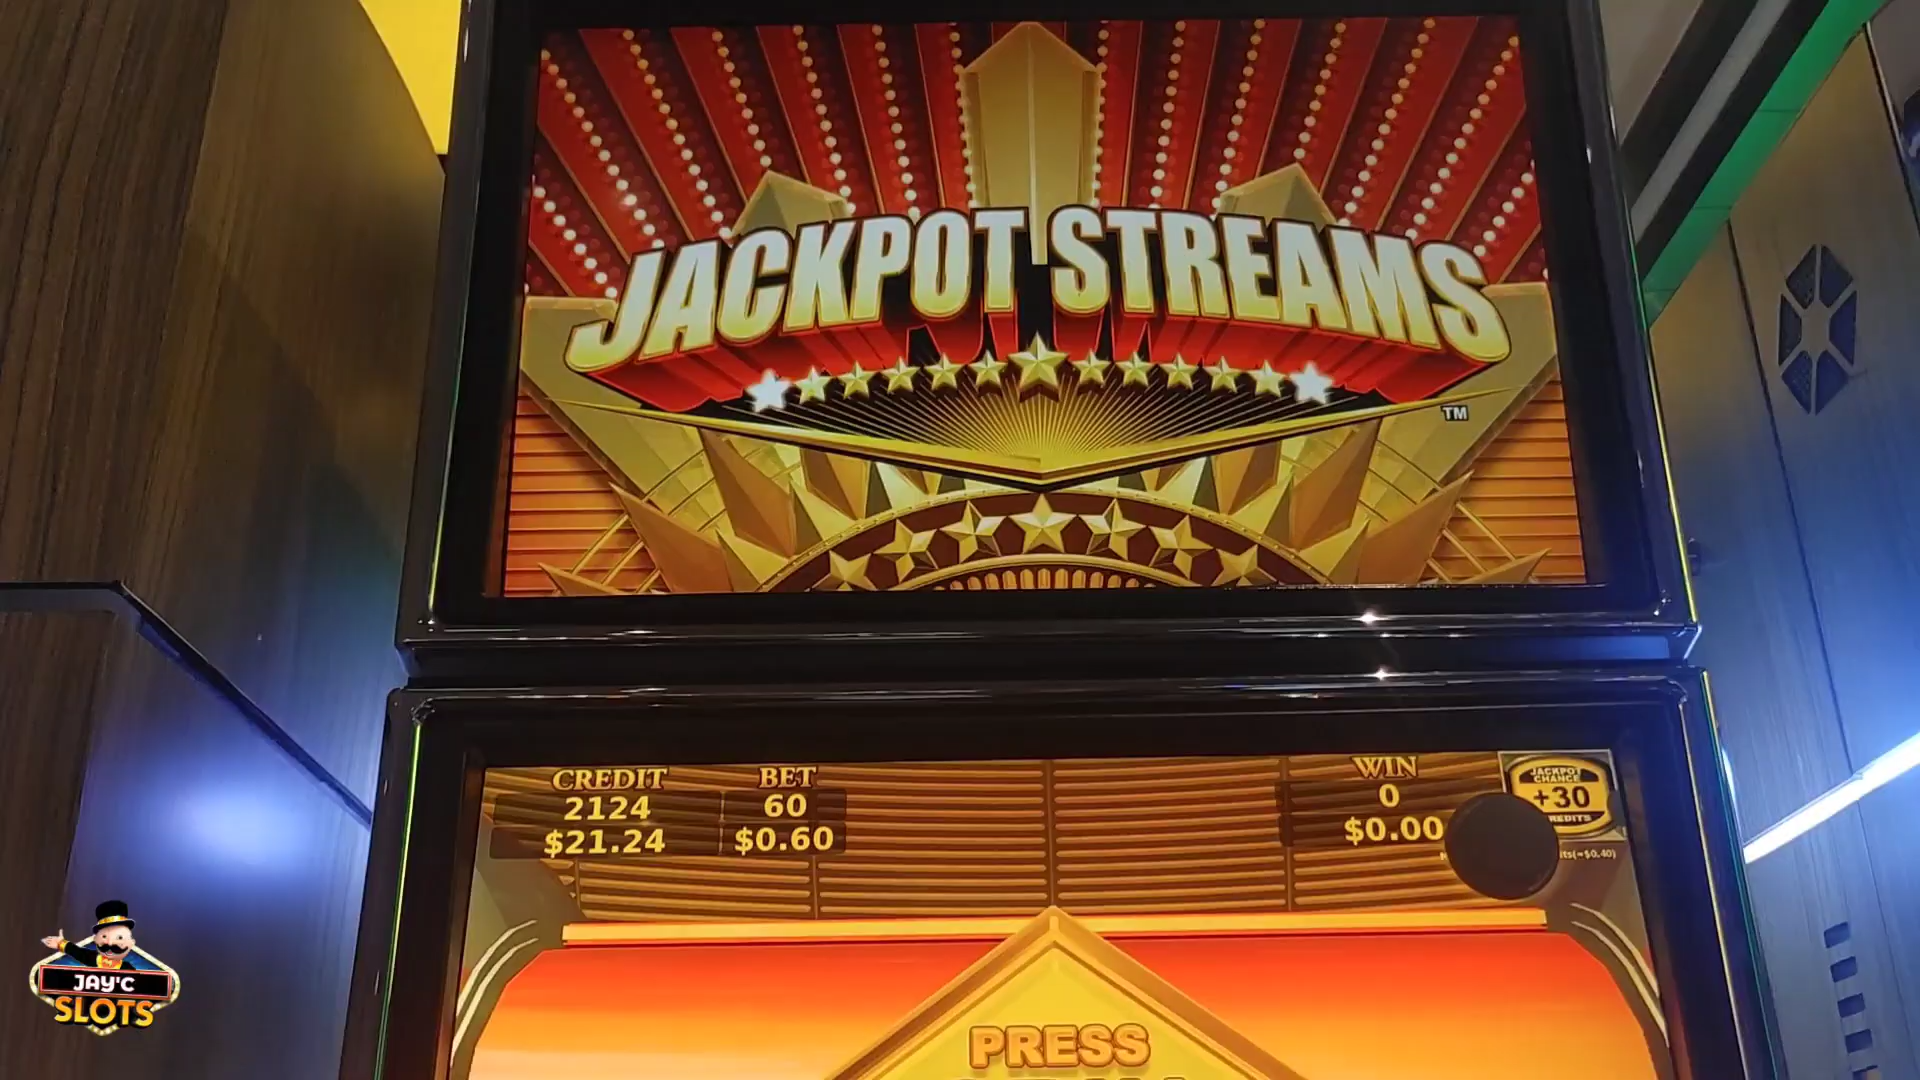 JACKPOT STREAMS
TM
CREDIT
2124
$21.24
BET
60
$0.60
WIN
0
$0.00
JACKPOT
CHANCE
+30
PRESS
JAY'C
SLOTS